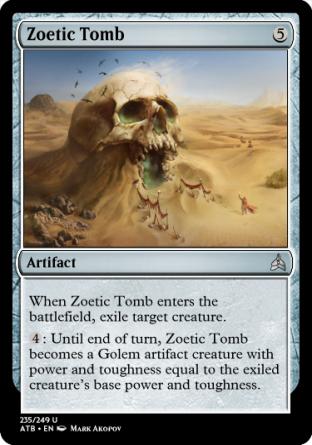 Zoetic Tomb 5
Artifact
When Zoetic Tomb enters the
battlefield, exile target creature.
4: Until end of turn, Zoetic Tomb
becomes a Golem artifact creature with
power and toughness equal to the exiled
creature's base power and toughness.
235/249 U
ATB • EN Mark Akopov